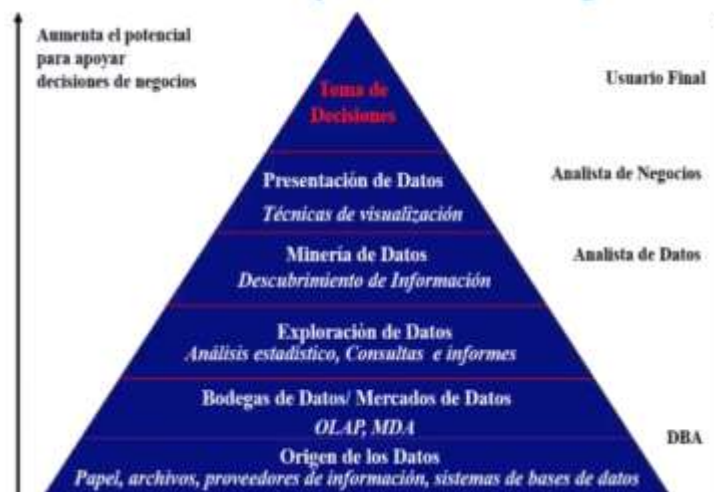 Aumenta el potencial
para apoyar
decisiones de negocios
Usuario Final
Toma de
Decisiones
Analista de Negocios
Presentación de Datos
Técnicas de visualización
Analista de Datos
Minería de Datos
Descubrimiento de Información
Exploración de Datos
Análisis estadístico, Consultas e informes
Bodegas de Datos/ Mercados de Datos
OLAP, MDA
DBA
Origen de los Datos
Papel, archivos, proveedores de información, sistemas de bases de datos